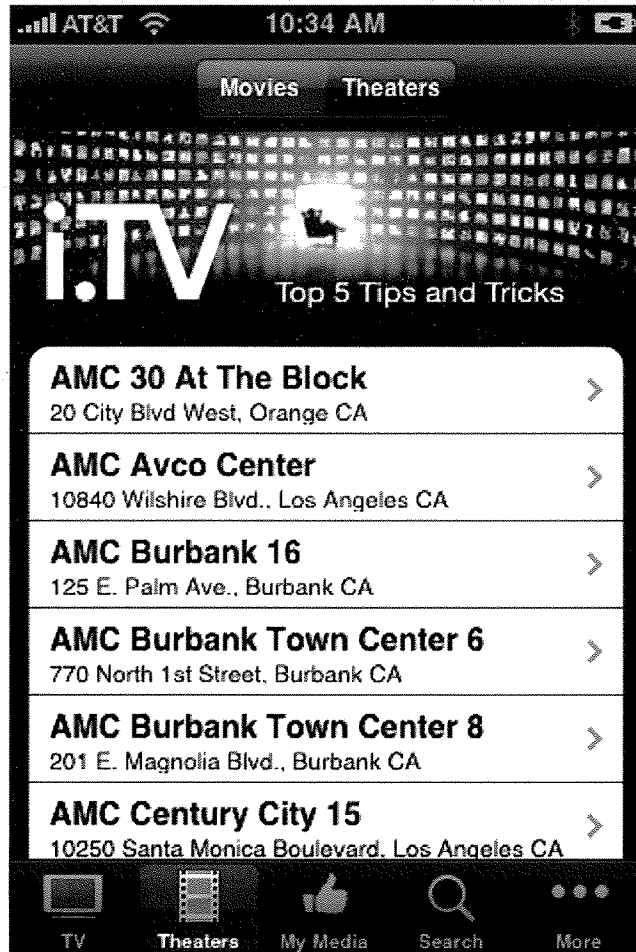 AT&T 10:34 AM
Movies Theaters
i.TV
Top 5 Tips and Tricks
AMC 30 At The Block
20 City Blvd West, Orange CA
AMC Avco Center
10840 Wilshire Blvd., Los Angeles CA
AMC Burbank 16
125 E. Palm Ave., Burbank CA
AMC Burbank Town Center 6
770 North 1st Street, Burbank CA
AMC Burbank Town Center 8
201 E. Magnolia Blvd., Burbank CA
AMC Century City 15
10250 Santa Monica Boulevard, Los Angeles CA
TV Theaters My Media Search More